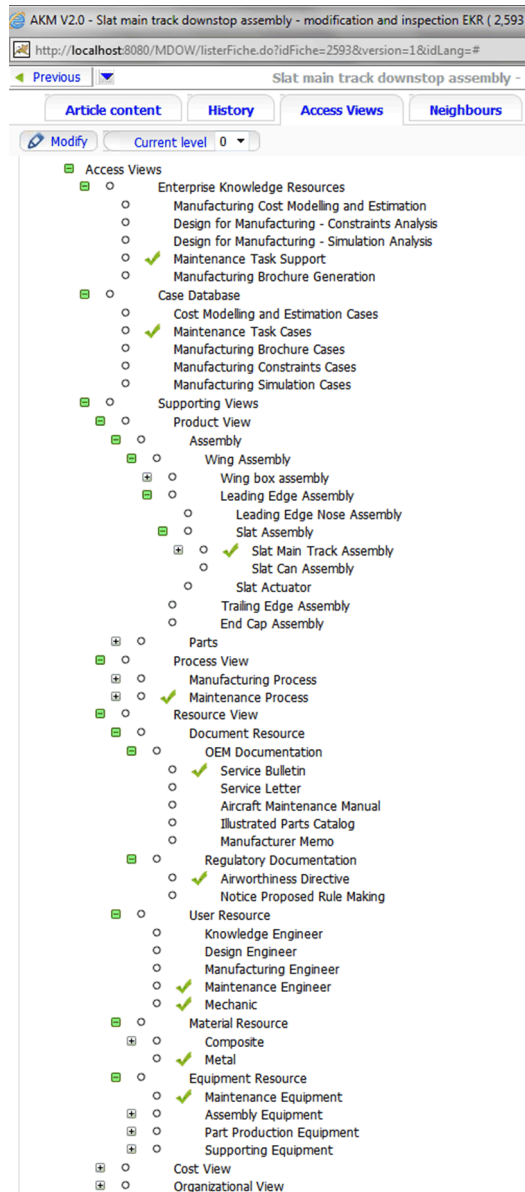 AKM V2.0 - Slat main track downstop assembly - modification and inspection EKR ( 2,593
http://localhost:8080/MDOW/listerFiche.do?idFiche=2593&version=1&idLang=#
Previous Slat main track downstop assembly -
Article content History Access Views Neighbours
Modify Current level 0
Access Views
Enterprise Knowledge Resources
Manufacturing Cost Modelling and Estimation
Design for Manufacturing - Constraints Analysis
Design for Manufacturing - Simulation Analysis
Maintenance Task Support
Manufacturing Brochure Generation
Case Database
Cost Modelling and Estimation Cases
Maintenance Task Cases
Manufacturing Brochure Cases
Manufacturing Constraints Cases
Manufacturing Simulation Cases
Supporting Views
Product View
Assembly
Wing Assembly
Wing box assembly
Leading Edge Assembly
Leading Edge Nose Assembly
Slat Assembly
Slat Main Track Assembly
Slat Can Assembly
Slat Actuator
Trailing Edge Assembly
End Cap Assembly
Parts
Process View
Manufacturing Process
Maintenance Process
Resource View
Document Resource
OEM Documentation
Service Bulletin
Service Letter
Aircraft Maintenance Manual
Illustrated Parts Catalog
Manufacturer Memo
Regulatory Documentation
Airworthiness Directive
Notice Proposed Rule Making
User Resource
Knowledge Engineer
Design Engineer
Manufacturing Engineer
Maintenance Engineer
Mechanic
Material Resource
Composite
Metal
Equipment Resource
Maintenance Equipment
Assembly Equipment
Part Production Equipment
Supporting Equipment
Cost View
Organizational View